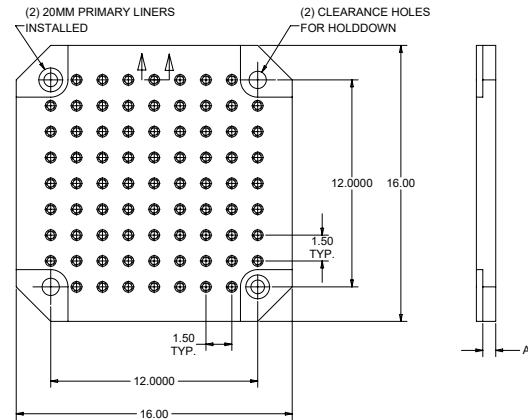 (2) 20MM PRIMARY LINERS
INSTALLED
(2) CLEARANCE HOLES
FOR HOLDDOWN
12.0000
16.00
1.50
TYP.
1.50
TYP.
A
12.0000
16.00